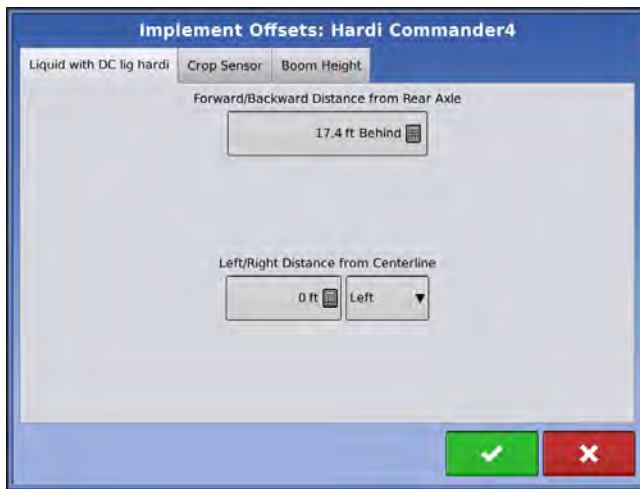 Implement Offsets: Hardi Commander4
Liquid with DC lig hardi Crop Sensor Boom Height
Forward/Backward Distance from Rear Axle
17.4 ft Behind
Left/Right Distance from Centerline
0 ft Left